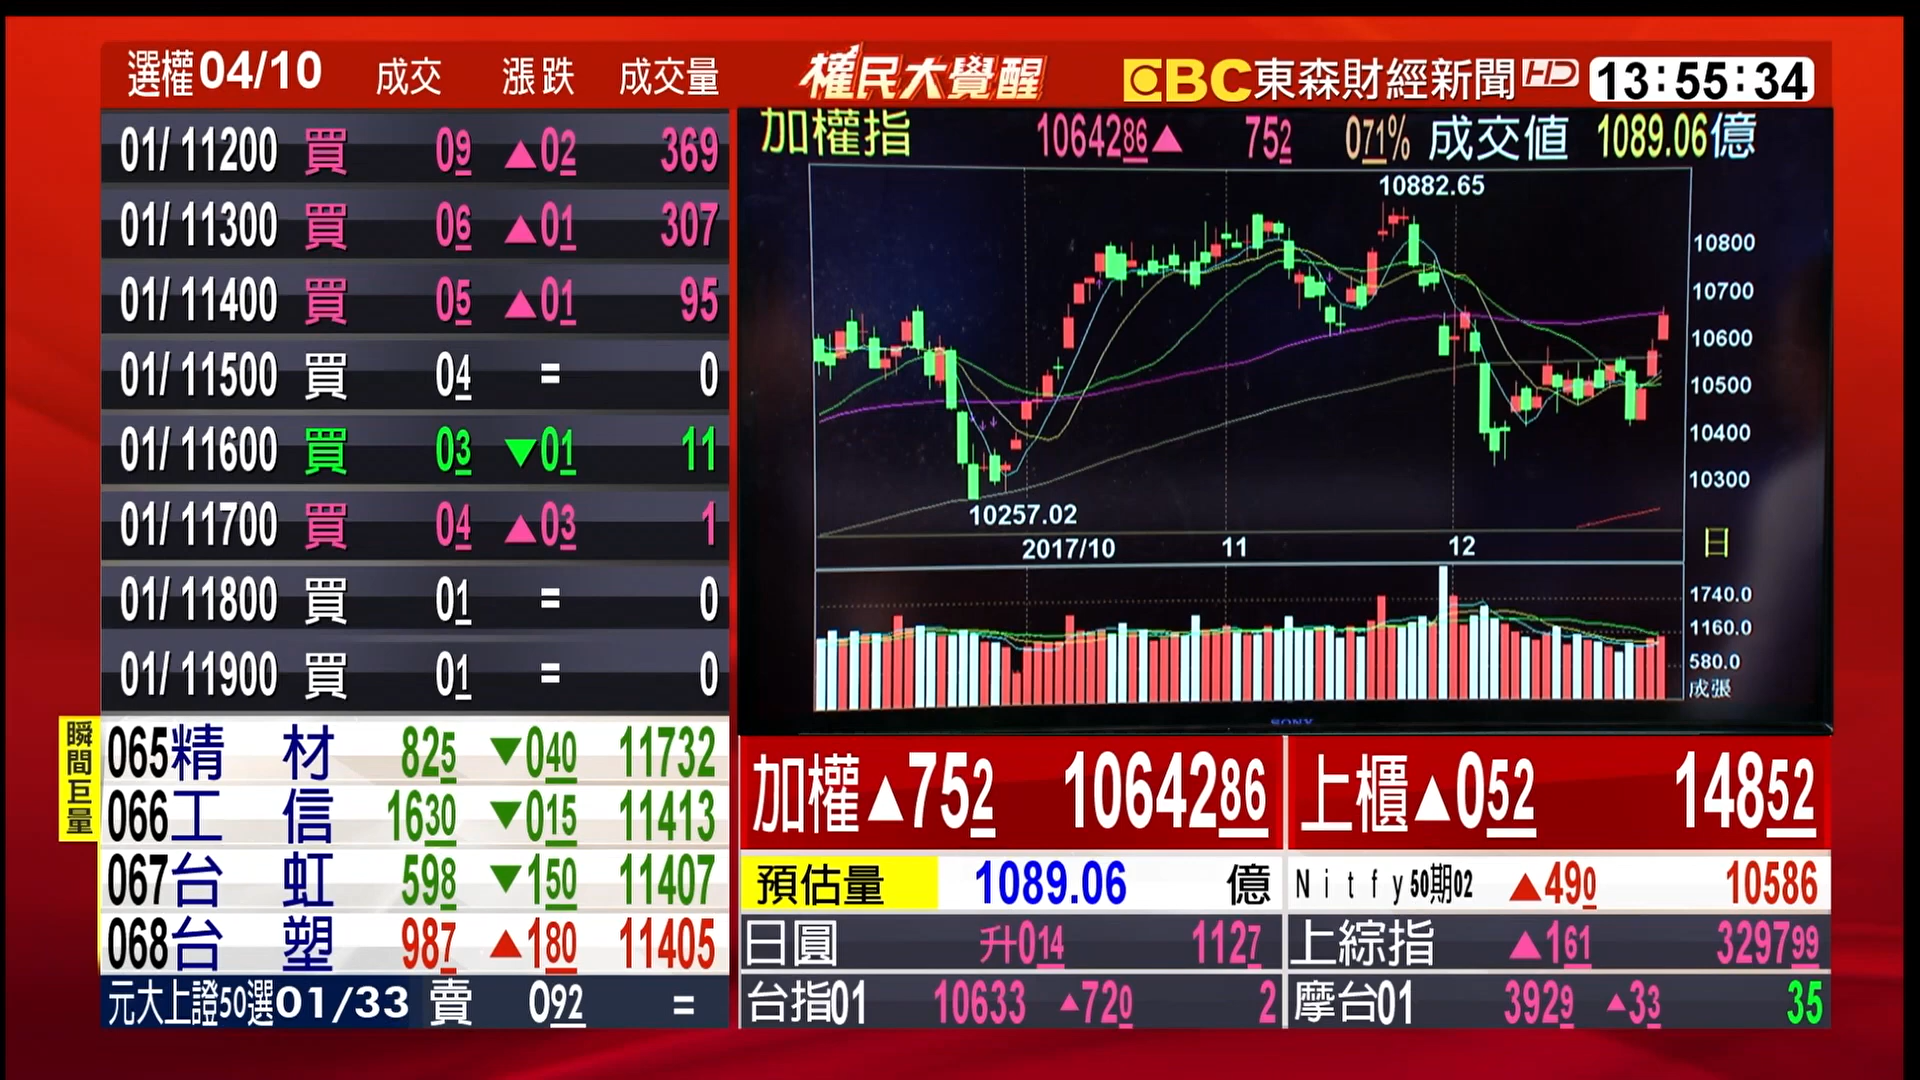 選權04/10 成交 漲跌 成交量
01/ 11200 買 09 ▲02 369
01/ 11300 買 06 ▲01 307
01/ 11400 買 05 ▲01 95
01/ 11500 買 04 = 0
01/ 11600 買 03 ▼01 11
01/ 11700 買 04 ▲03 1
01/ 11800 買 01 = 0
01/ 11900 買 01 = 0
瞬間巨量
065精材 825 ▼040 11732
066工信 1630 ▼015 11413
067台虹 598 ▼150 11407
068台塑 987 ▲180 11405
元大上證50選01/33 賣 092 =
權民大覺醒
EBC東森財經新聞HD 13:55:34
加權指 1064286▲ 752 071% 成交值 1089.06億
10882.65
10800
10700
10600
10500
10400
10300
10257.02
2017/10 11 12 日
1740.0
1160.0
580.0
成張
SONY
加權▲752 1064286
上櫃▲052 14852
預估量 1089.06 億
Nitfy50期02 ▲490 10586
日圓 升014 1127
上綜指 ▲161 329799
台指01 10633 ▲720 2
摩台01 3929 ▲33 35